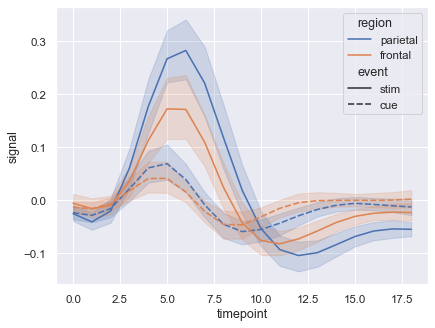 region
parietal
frontal
event
stim
cue
signal
0.3
0.2
0.1
0.0
−0.1
0.0
2.5
5.0
7.5
10.0
12.5
15.0
17.5
timepoint